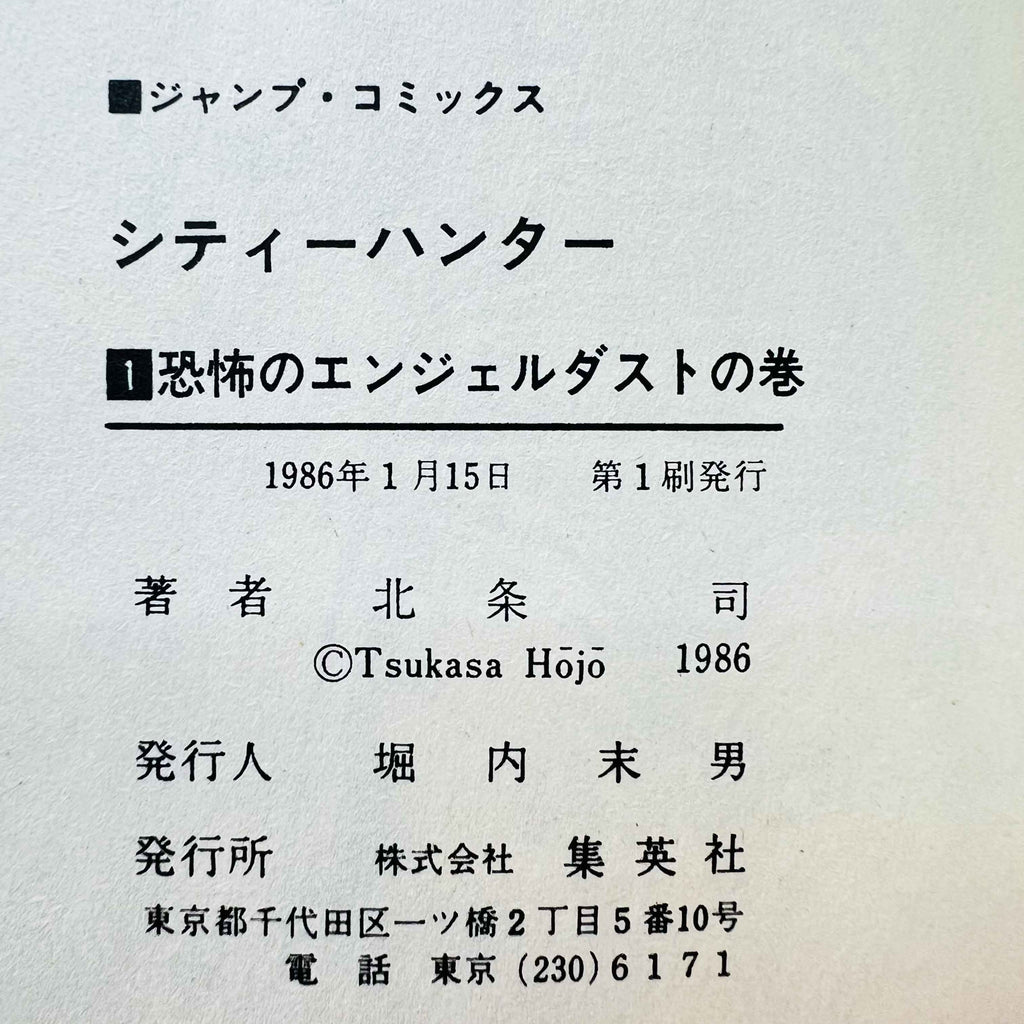 ■ジャンプ・コミックス
シティーハンター
1恐怖のエンジェルダストの巻
1986年1月15日 第1刷発行
著者 北条 司
©Tsukasa Hōjō 1986
発行人 堀内末男
発行所 株式会社 集英社
東京都千代田区一ツ橋2丁目5番10号
電話 東京(230)6171